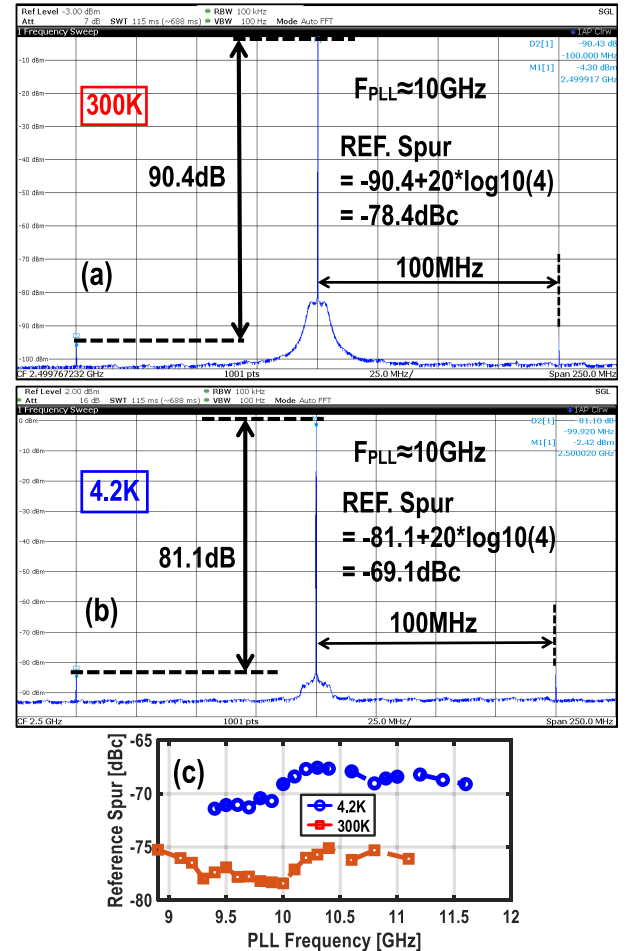 Ref Level -3.00 dBm RBW 100 kHz SGL
Att 7 dB SWT 115 ms (~688 ms) VBW 100 Hz Mode Auto FFT
1 Frequency Sweep 1AP Clrw
D2[1] -90.43 dB
-100.000 MHz
M1[1] -4.30 dBm
2.499917 GHz
-10 dBm
-20 dBm
-30 dBm
-40 dBm
-50 dBm
-60 dBm
-70 dBm
-80 dBm
-90 dBm
-100 dBm
300K
90.4dB
FPLL≈10GHz
REF. Spur
= -90.4+20*log10(4)
= -78.4dBc
100MHz
(a)
CF 2.499767232 GHz 1001 pts 25.0 MHz/ Span 250.0 MHz
Ref Level 2.00 dBm RBW 100 kHz SGL
Att 16 dB SWT 115 ms (~688 ms) VBW 100 Hz Mode Auto FFT
1 Frequency Sweep 1AP Clrw
D2[1] -81.10 dB
-99.920 MHz
M1[1] -2.42 dBm
2.500020 GHz
0 dBm
-10 dBm
-20 dBm
-30 dBm
-40 dBm
-50 dBm
-60 dBm
-70 dBm
-80 dBm
-90 dBm
4.2K
81.1dB
FPLL≈10GHz
REF. Spur
= -81.1+20*log10(4)
= -69.1dBc
100MHz
(b)
CF 2.5 GHz 1001 pts 25.0 MHz/ Span 250.0 MHz
Reference Spur [dBc]
-65
-70
-75
-80
(c)
4.2K
300K
9 9.5 10 10.5 11 11.5 12
PLL Frequency [GHz]